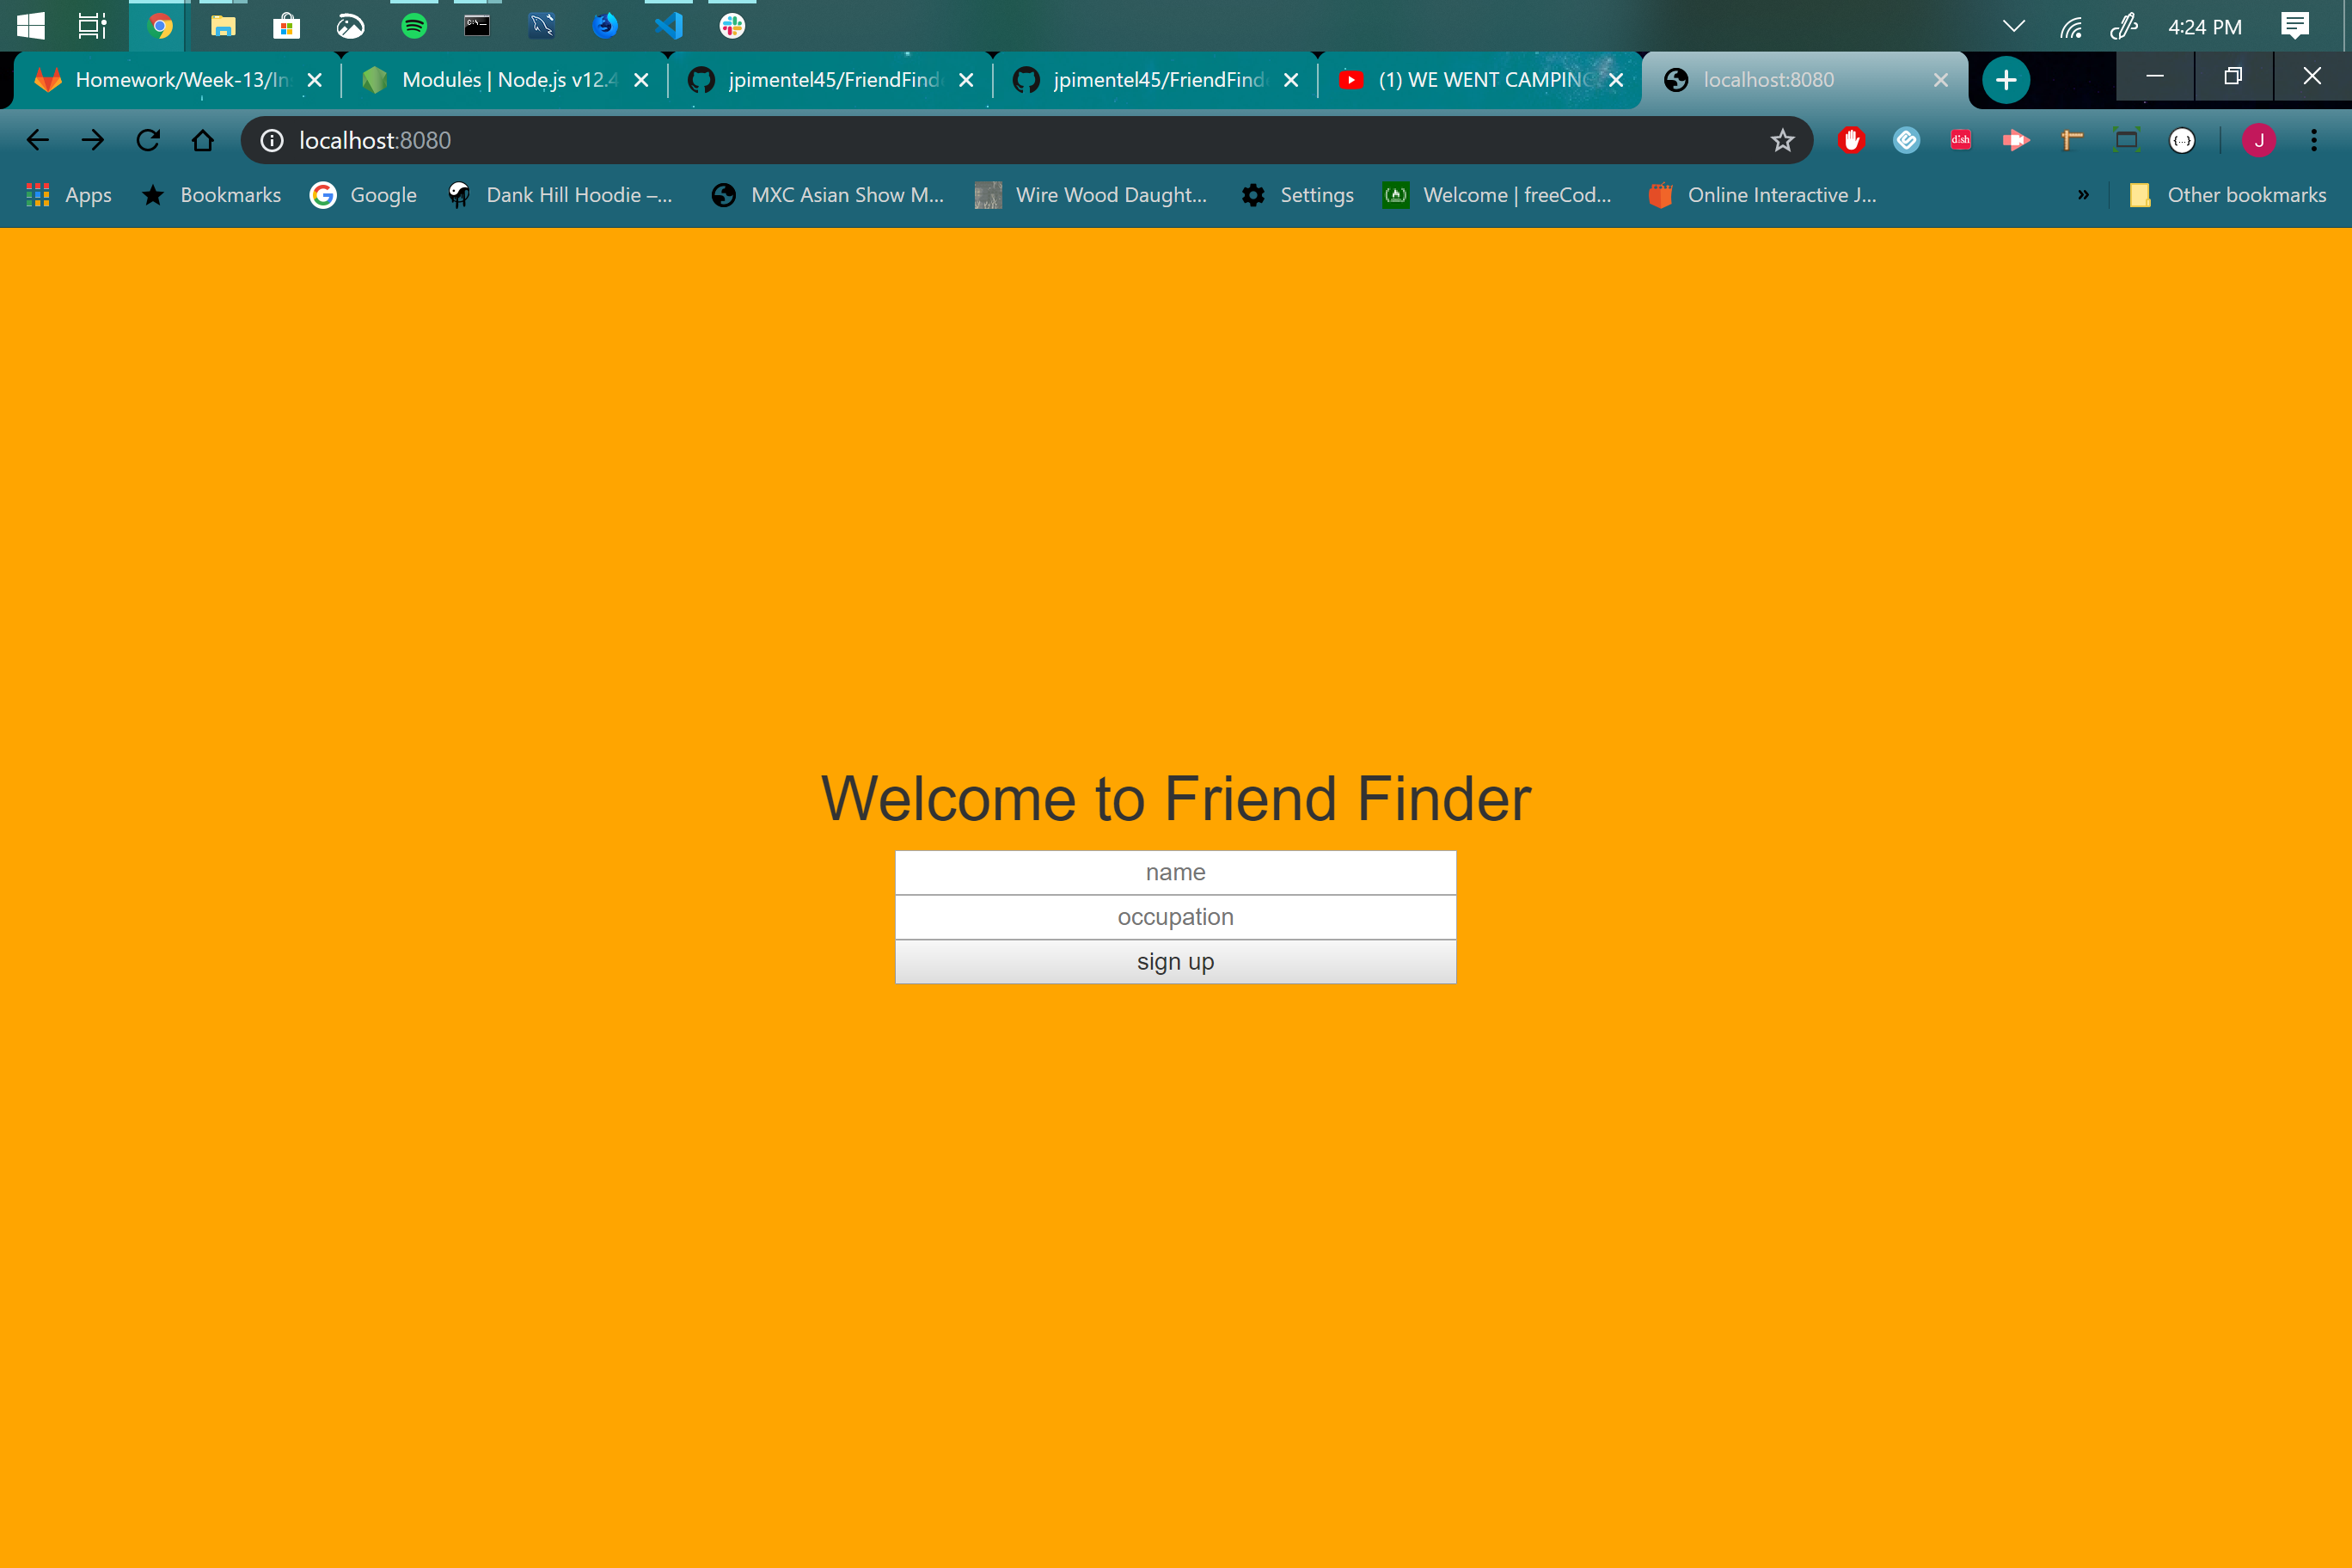 4:24 PM
Homework/Week-13/In
Modules | Node.js v12.4
jpimentel45/FriendFind
jpimentel45/FriendFind
(1) WE WENT CAMPING
localhost:8080
localhost:8080
dish
{...}
J
Apps
Bookmarks
Google
Dank Hill Hoodie –...
MXC Asian Show M...
Wire Wood Daught...
Settings
Welcome | freeCod...
Online Interactive J...
»
Other bookmarks
Welcome to Friend Finder
name
occupation
sign up